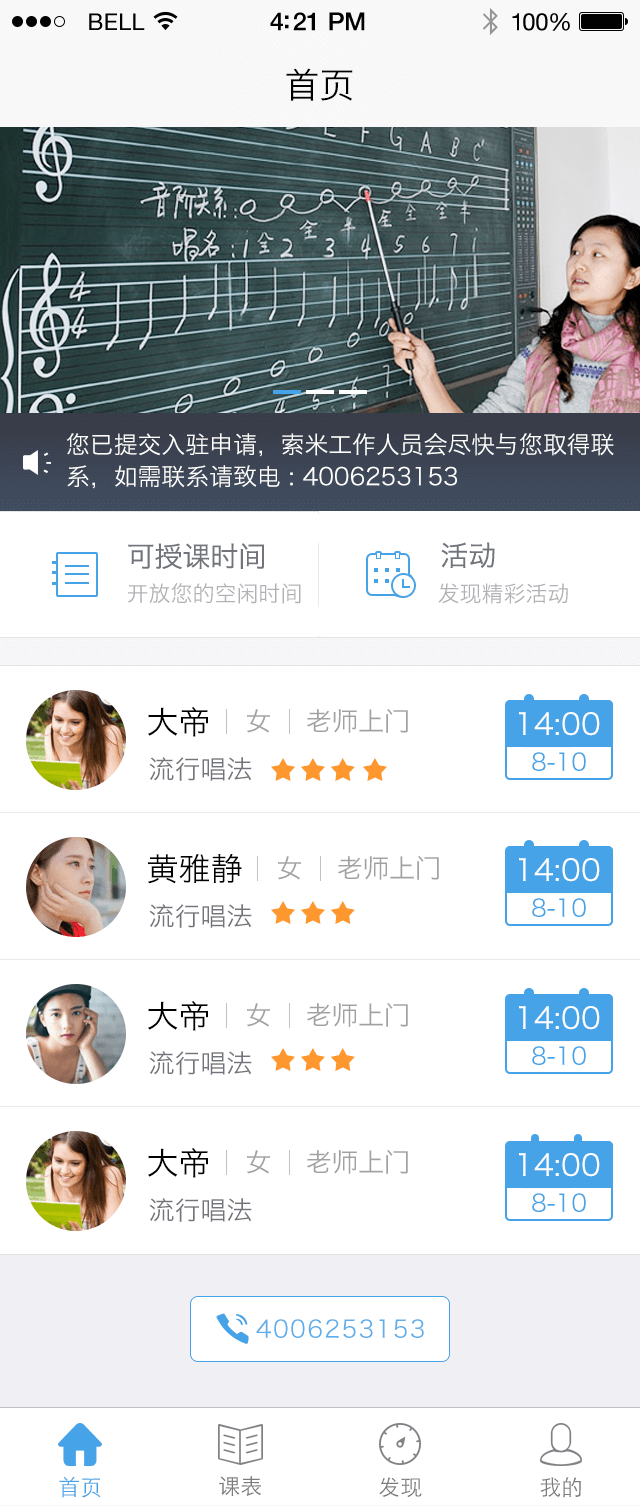 BELL 4:21 PM 100%
首页
F G A B C
音阶关系:
全 全 半 全 全 全 半
唱名: 1 2 3 4 5 6 7 i
4
4
您已提交入驻申请，索米工作人员会尽快与您取得联
系，如需联系请致电：4006253153
可授课时间
开放您的空闲时间
活动
发现精彩活动
大帝 女 老师上门
流行唱法
14:00
8-10
黄雅静 女 老师上门
流行唱法
14:00
8-10
大帝 女 老师上门
流行唱法
14:00
8-10
大帝 女 老师上门
流行唱法
14:00
8-10
4006253153
首页 课表 发现 我的